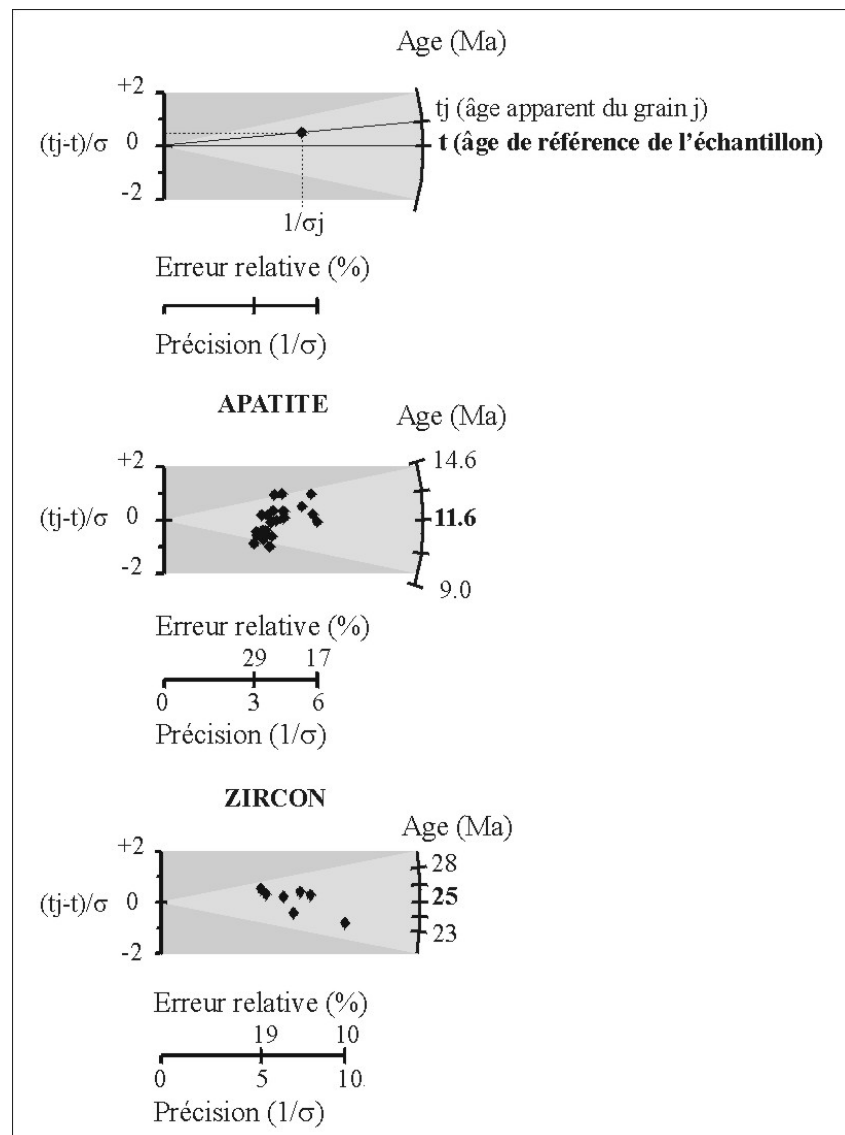 Age (Ma)
+2
tj (âge apparent du grain j)
(tj-t)/σ 0
t (âge de référence de l'échantillon)
-2
1/σj
Erreur relative (%)
Précision (1/σ)
APATITE
Age (Ma)
+2
14.6
(tj-t)/σ 0
11.6
-2
9.0
Erreur relative (%)
29 17
0 3 6
Précision (1/σ)
ZIRCON
Age (Ma)
+2
28
(tj-t)/σ 0
25
23
-2
Erreur relative (%)
19 10
0 5 10
Précision (1/σ)